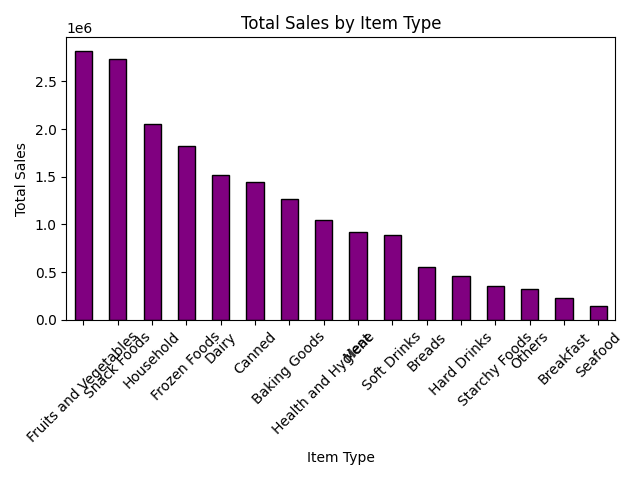 Total Sales by Item Type
1e6
2.5
2.0
1.5
1.0
0.5
0.0
Total Sales
Fruits and Vegetables
Snack Foods
Household
Frozen Foods
Dairy
Canned
Baking Goods
Health and Hygiene
Meat
Soft Drinks
Breads
Hard Drinks
Starchy Foods
Others
Breakfast
Seafood
Item Type